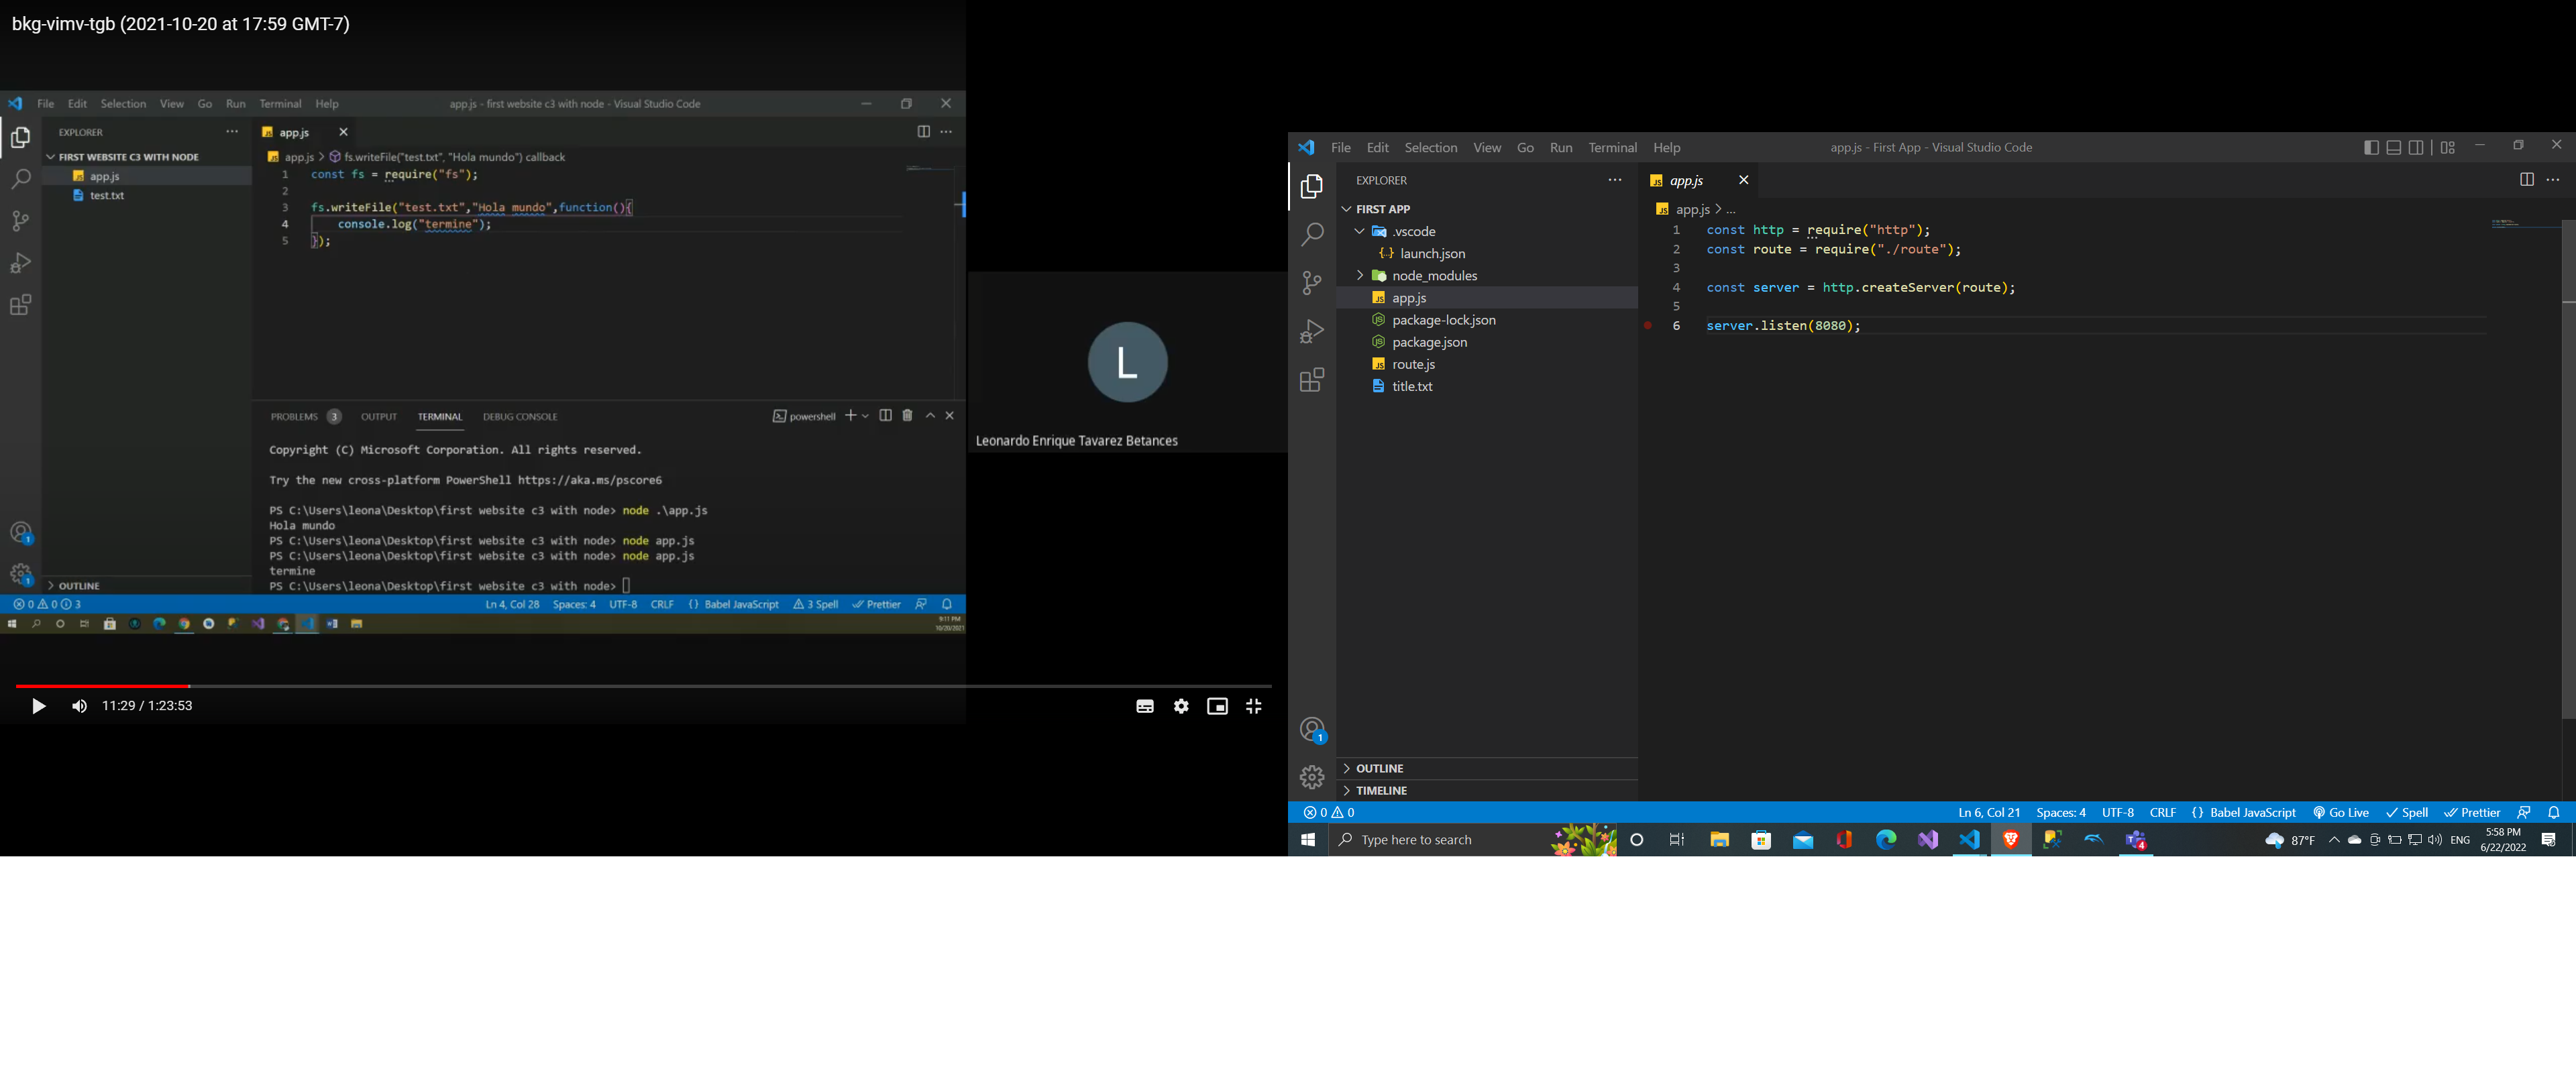 bkg-vimv-tgb (2021-10-20 at 17:59 GMT-7)
File Edit Selection View Go Run Terminal Help app.js - first website c3 with node - Visual Studio Code
EXPLORER
FIRST WEBSITE C3 WITH NODE
app.js
test.txt
OUTLINE
app.js
app.js > fs.writeFile("test.txt", "Hola mundo") callback
1 const fs = require("fs");
2
3 fs.writeFile("test.txt","Hola mundo",function(){
4 console.log("termine");
5 });
PROBLEMS 3 OUTPUT TERMINAL DEBUG CONSOLE powershell
Copyright (C) Microsoft Corporation. All rights reserved.
Try the new cross-platform PowerShell https://aka.ms/pscore6
PS C:\Users\leona\Desktop\first website c3 with node> node .\app.js
Hola mundo
PS C:\Users\leona\Desktop\first website c3 with node> node app.js
PS C:\Users\leona\Desktop\first website c3 with node> node app.js
termine
PS C:\Users\leona\Desktop\first website c3 with node>
0 0 3 Ln 4, Col 28 Spaces: 4 UTF-8 CRLF {} Babel JavaScript 3 Spell Prettier
9:11 PM
10/20/2021
L
Leonardo Enrique Tavarez Betances
11:29 / 1:23:53
File Edit Selection View Go Run Terminal Help app.js - First App - Visual Studio Code
EXPLORER
FIRST APP
.vscode
{..} launch.json
node_modules
app.js
package-lock.json
package.json
route.js
title.txt
OUTLINE
TIMELINE
app.js
app.js > ...
1 const http = require("http");
2 const route = require("./route");
3
4 const server = http.createServer(route);
5
6 server.listen(8080);
0 0 Ln 6, Col 21 Spaces: 4 UTF-8 CRLF {} Babel JavaScript Go Live Spell Prettier
Type here to search
87°F ENG
5:58 PM
6/22/2022